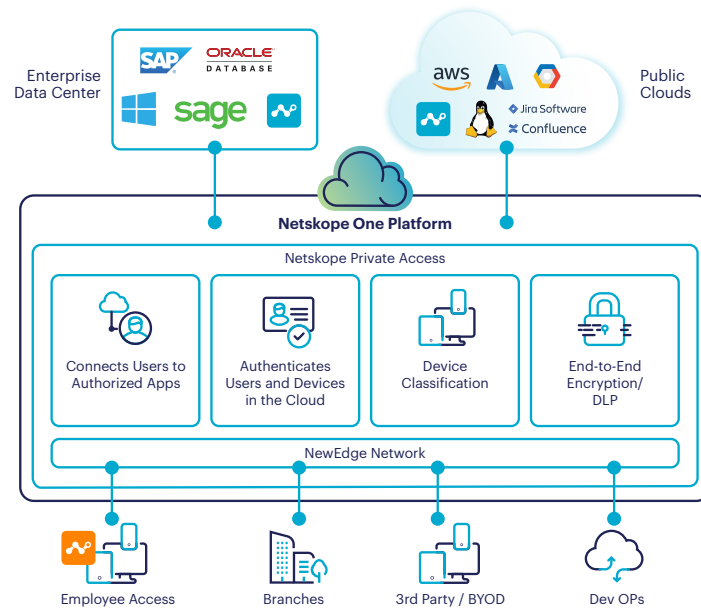 Enterprise
Data Center
SAP
ORACLE
DATABASE
sage
aws
Jira Software
Confluence
Public
Clouds
Netskope One Platform
Netskope Private Access
Connects Users to
Authorized Apps
Authenticates
Users and Devices
in the Cloud
Device
Classification
End-to-End
Encryption/
DLP
NewEdge Network
Employee Access
Branches
3rd Party / BYOD
Dev OPs